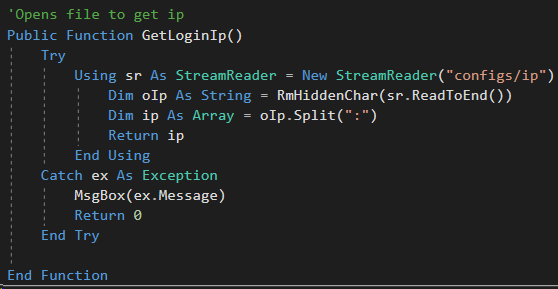 'Opens file to get ip
Public Function GetLoginIp()
Try
Using sr As StreamReader = New StreamReader("configs/ip")
Dim oIp As String = RmHiddenChar(sr.ReadToEnd())
Dim ip As Array = oIp.Split(":")
Return ip
End Using
Catch ex As Exception
MsgBox(ex.Message)
Return 0
End Try
End Function